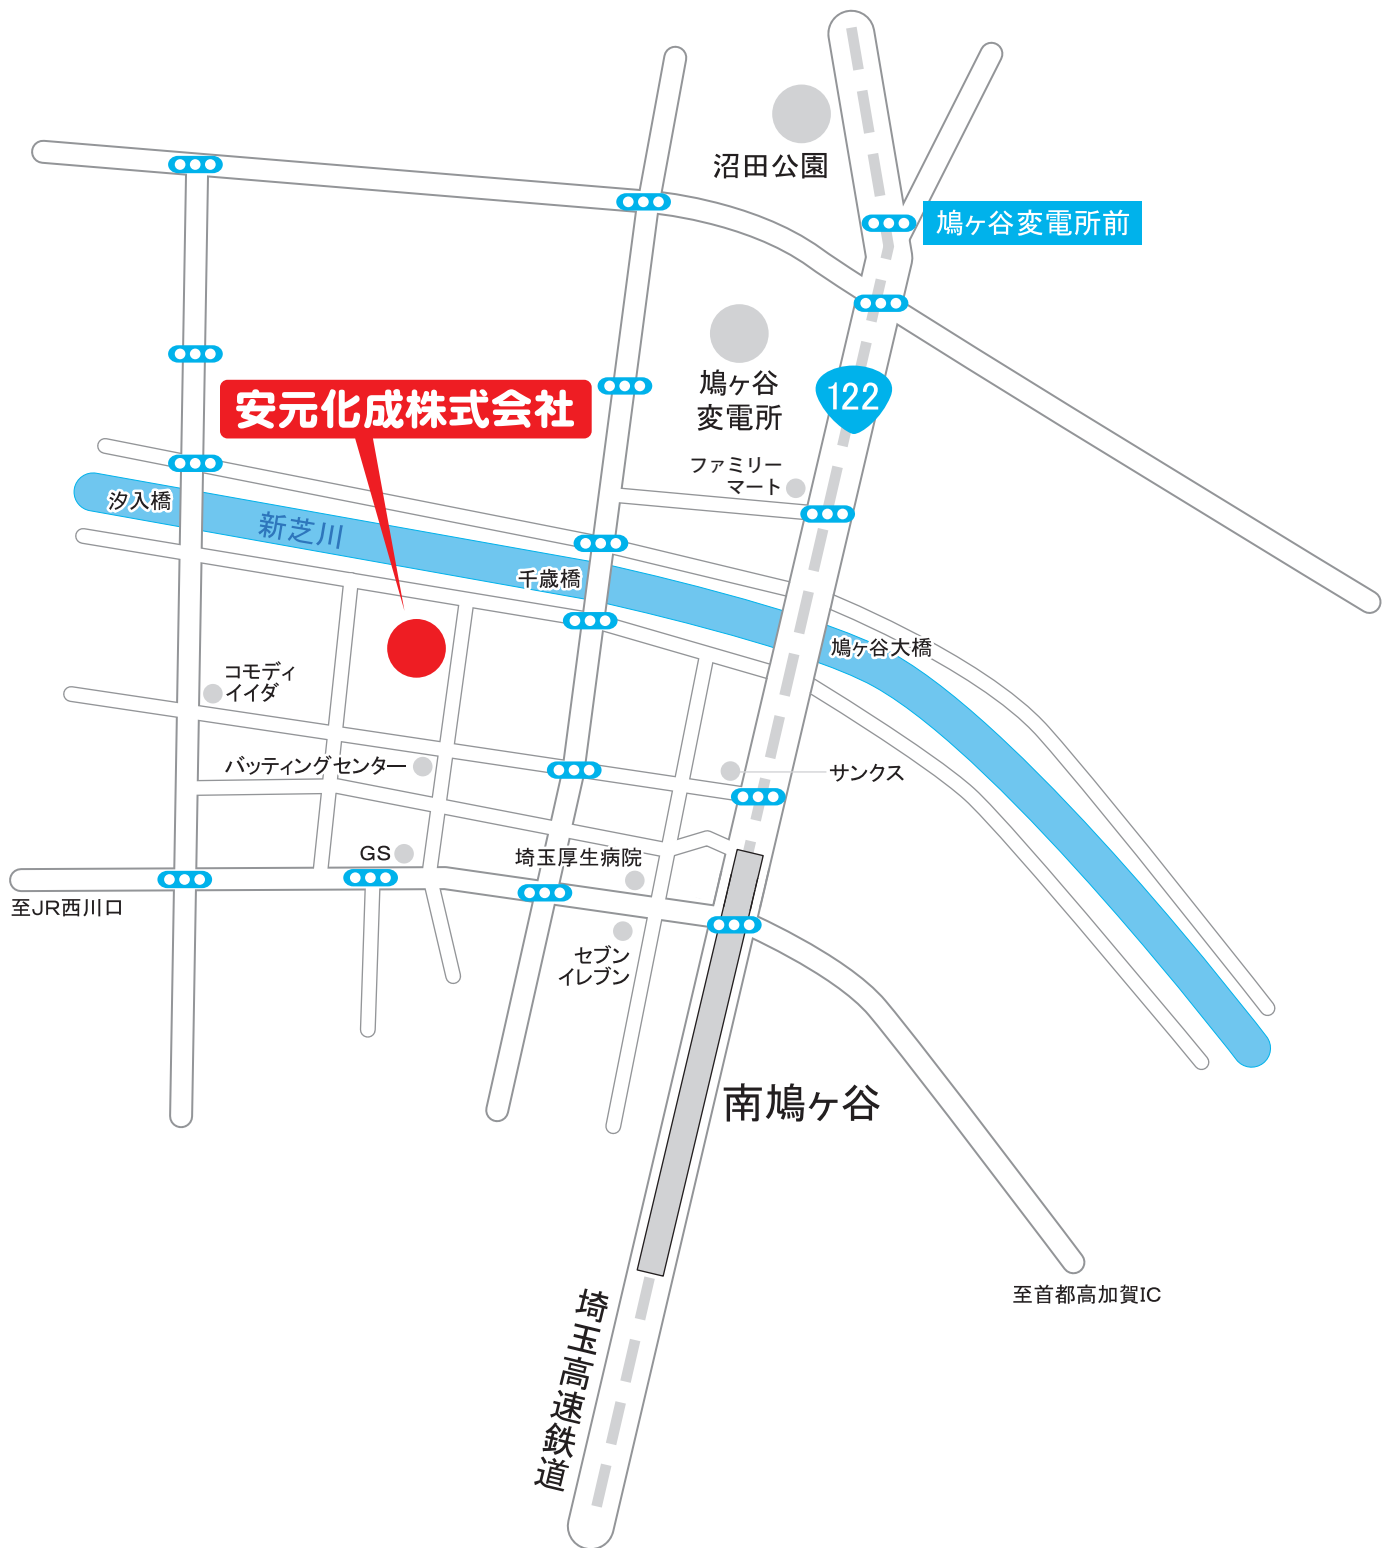 沼田公園
鳩ヶ谷変電所前
鳩ヶ谷
変電所
122
安元化成株式会社
ファミリー
マート
汐入橋
新芝川
千歳橋
鳩ヶ谷大橋
コモディ
イイダ
バッティングセンター
サンクス
GS
埼玉厚生病院
至JR西川口
セブン
イレブン
南鳩ヶ谷
至首都高加賀IC
埼玉高速鉄道